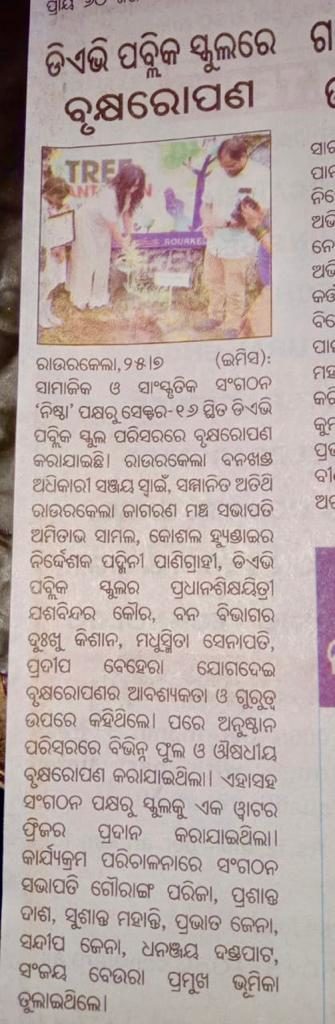 ପ୍ରାୟ ୬୦
ଡିଏଭି ପବ୍ଲିକ ସ୍କୁଲରେ
ବୃକ୍ଷରୋପଣ
TREE
ROURKE
ରାଉରକେଲା,୨୫।୭ (ଇମିସ):
ସାମାଜିକ ଓ ସାଂସ୍କୃତିକ ସଂଗଠନ
‘ନିଷ୍ଠା’ ପକ୍ଷରୁ ସେକ୍ଟର-୧୬ ସ୍ଥିତ ଡିଏଭି
ପବ୍ଲିକ ସ୍କୁଲ ପରିସରରେ ବୃକ୍ଷରୋପଣ
କରାଯାଇଛି। ରାଉରକେଲା ବନଖଣ୍ଡ
ଅଧିକାରୀ ସଞ୍ଜୟ ସ୍ୱାଇଁ, ସମ୍ମାନିତ ଅତିଥି
ରାଉରକେଲା ଜାଗରଣ ମଞ୍ଚ ସଭାପତି
ଅମିତାଭ ସାମଲ, କୋଶଲ ହ୍ୟୁଣ୍ଡାଇର
ନିର୍ଦ୍ଦେଶକ ପଦ୍ମିନୀ ପାଣିଗ୍ରାହୀ, ଡିଏଭି
ପବ୍ଲିକ ସ୍କୁଲର ପ୍ରଧାନଶିକ୍ଷୟିତ୍ରୀ
ଯଶବିନ୍ଦର କୌର, ବନ ବିଭାଗର
ଦୁଃଖୁ କିଶାନ, ମଧୁସ୍ମିତା ସେନାପତି,
ପ୍ରଦୀପ ବେହେରା ଯୋଗଦେଇ
ବୃକ୍ଷରୋପଣର ଆବଶ୍ୟକତା ଓ ଗୁରୁତ୍ୱ
ଉପରେ କହିଥିଲେ। ପରେ ଅନୁଷ୍ଠାନ
ପରିସରରେ ବିଭିନ୍ନ ଫୁଲ ଓ ଔଷଧୀୟ
ବୃକ୍ଷରୋପଣ କରାଯାଇଥିଲା। ଏହାସହ
ସଂଗଠନ ପକ୍ଷରୁ ସ୍କୁଲକୁ ଏକ ୱାଟର
ଫ୍ରିଜର ପ୍ରଦାନ କରାଯାଇଥିଲା।
କାର୍ଯ୍ୟକ୍ରମ ପରିଚାଳନାରେ ସଂଗଠନ
ସଭାପତି ଗୌରାଙ୍ଗ ପରିଜା, ପ୍ରଶାନ୍ତ
ଦାଶ, ସୁଶାନ୍ତ ମହାନ୍ତି, ପ୍ରଭାତ ଜେନା,
ସନ୍ଦୀପ ଜେନା, ଧନଞ୍ଜୟ ଦଣ୍ଡପାଟ,
ସଂଜୟ ବେଉରା ପ୍ରମୁଖ ଭୂମିକା
ତୁଲାଇଥିଲେ।